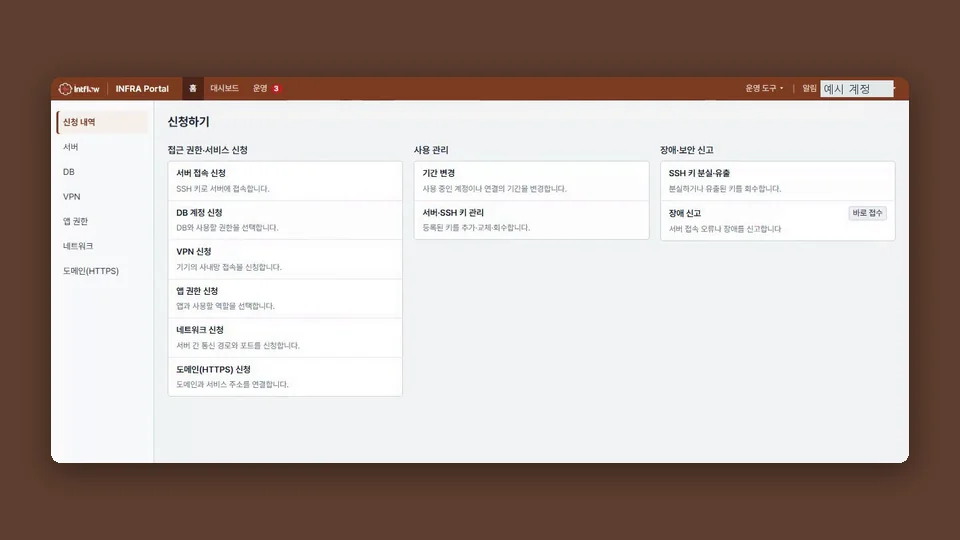 intflow INFRA Portal 홈 대시보드 운영 3 운영 도구 알림 예시 계정
신청 내역
서버
DB
VPN
앱 권한
네트워크
도메인(HTTPS)
신청하기
접근 권한·서비스 신청
서버 접속 신청
SSH 키로 서버에 접속합니다.
DB 계정 신청
DB와 사용할 권한을 선택합니다.
VPN 신청
기기의 사내망 접속을 신청합니다.
앱 권한 신청
앱과 사용할 역할을 선택합니다.
네트워크 신청
서버 간 통신 경로와 포트를 신청합니다.
도메인(HTTPS) 신청
도메인과 서비스 주소를 연결합니다.
사용 관리
기간 변경
사용 중인 계정이나 연결의 기간을 변경합니다.
서버·SSH 키 관리
등록된 키를 추가·교체·회수합니다.
장애·보안 신고
SSH 키 분실·유출
분실하거나 유출된 키를 회수합니다.
장애 신고 바로 접수
서버 접속 오류나 장애를 신고합니다